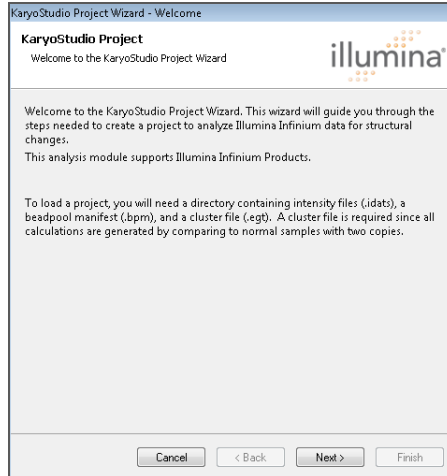 KaryoStudio Project Wizard - Welcome
KaryoStudio Project
Welcome to the KaryoStudio Project Wizard
illumina®
Welcome to the KaryoStudio Project Wizard. This wizard will guide you through the
steps needed to create a project to analyze Illumina Infinium data for structural
changes.
This analysis module supports Illumina Infinium Products.
To load a project, you will need a directory containing intensity files (.idats), a
beadpool manifest (.bpm), and a cluster file (.egt). A cluster file is required since all
calculations are generated by comparing to normal samples with two copies.
Cancel
< Back
Next >
Finish